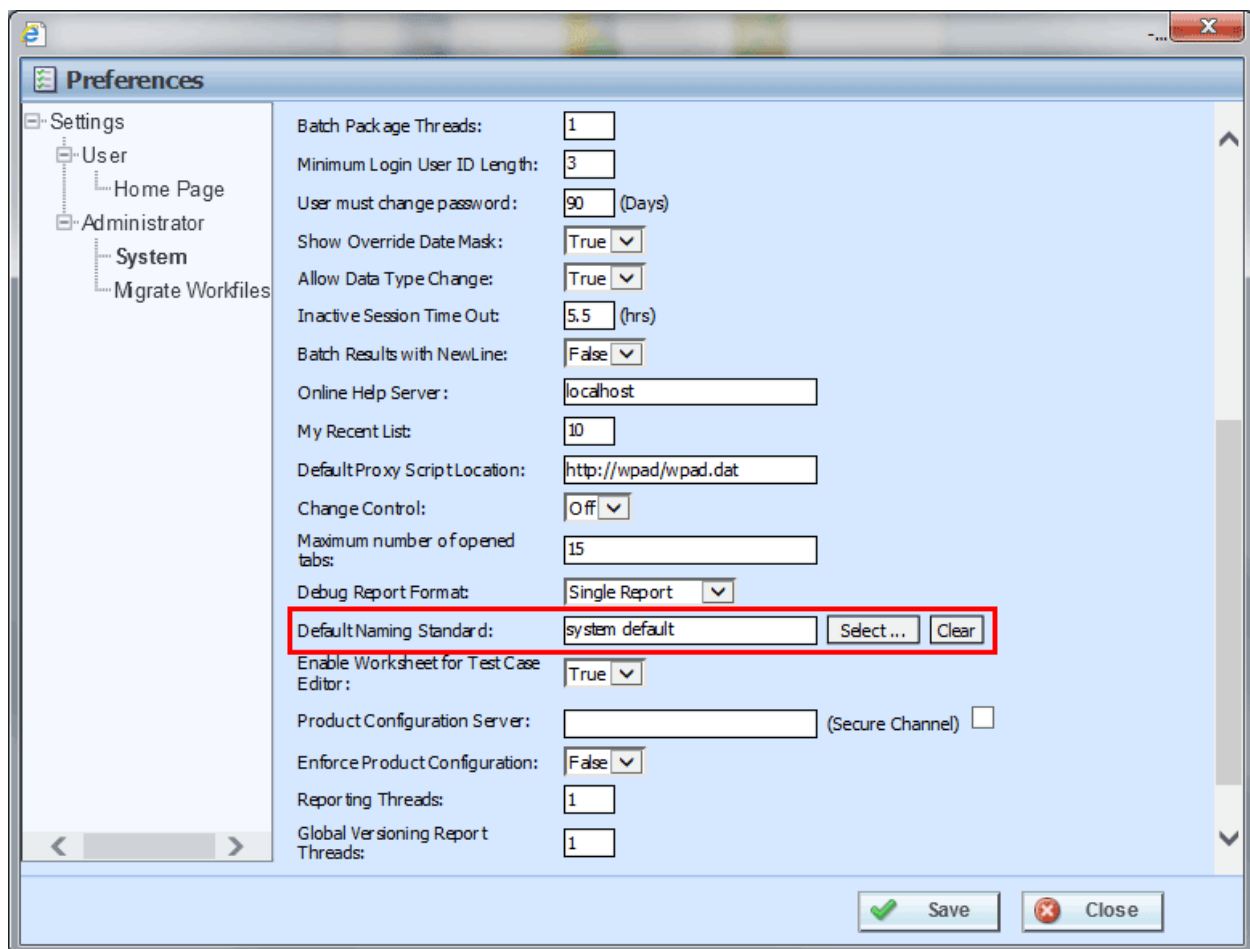 -...
Preferences
Settings
User
Home Page
Administrator
System
Migrate Workfiles
Batch Package Threads: 1
Minimum Login User ID Length: 3
User must change password: 90 (Days)
Show Override Date Mask: True
Allow Data Type Change: True
Inactive Session Time Out: 5.5 (hrs)
Batch Results with NewLine: False
Online Help Server: localhost
My Recent List: 10
Default Proxy Script Location: http://wpad/wpad.dat
Change Control: Off
Maximum number of opened
tabs: 15
Debug Report Format: Single Report
Default Naming Standard: system default Select ... Clear
Enable Worksheet for Test Case
Editor: True
Product Configuration Server: (Secure Channel)
Enforce Product Configuration: False
Reporting Threads: 1
Global Versioning Report
Threads: 1
Save Close